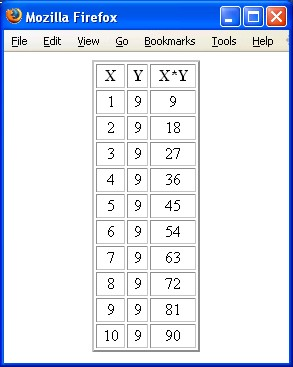 Mozilla Firefox
File Edit View Go Bookmarks Tools Help
X Y X*Y
1 9 9
2 9 18
3 9 27
4 9 36
5 9 45
6 9 54
7 9 63
8 9 72
9 9 81
10 9 90